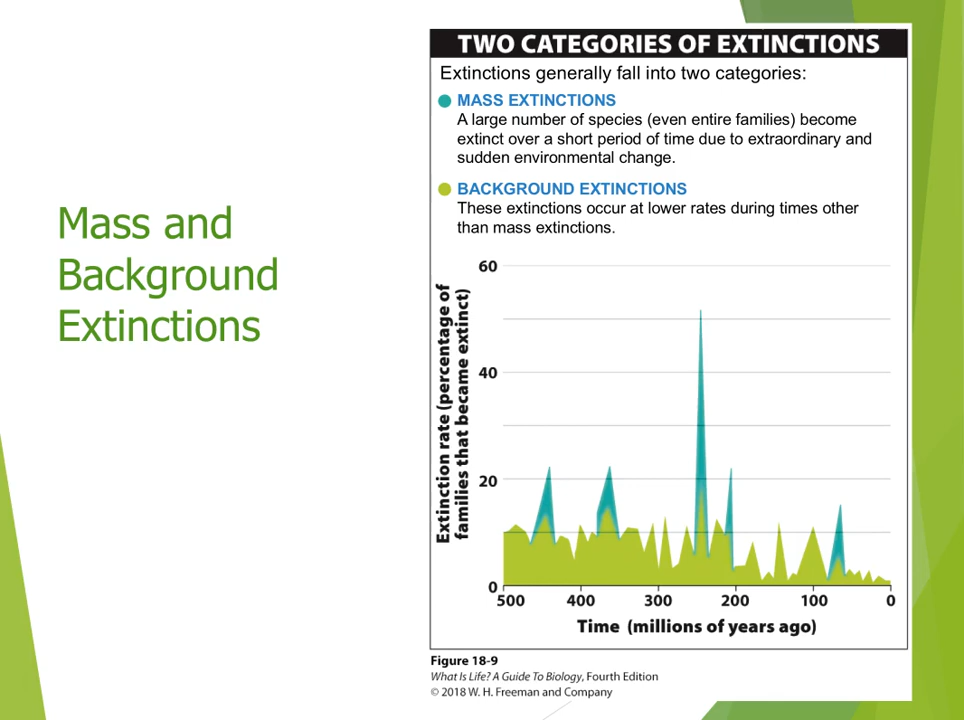 Mass and
Background
Extinctions
TWO CATEGORIES OF EXTINCTIONS
Extinctions generally fall into two categories:
MASS EXTINCTIONS
A large number of species (even entire families) become
extinct over a short period of time due to extraordinary and
sudden environmental change.
BACKGROUND EXTINCTIONS
These extinctions occur at lower rates during times other
than mass extinctions.
Extinction rate (percentage of
families that became extinct)
60
40
20
0
500 400 300 200 100 0
Time (millions of years ago)
Figure 18-9
What Is Life? A Guide To Biology, Fourth Edition
© 2018 W. H. Freeman and Company